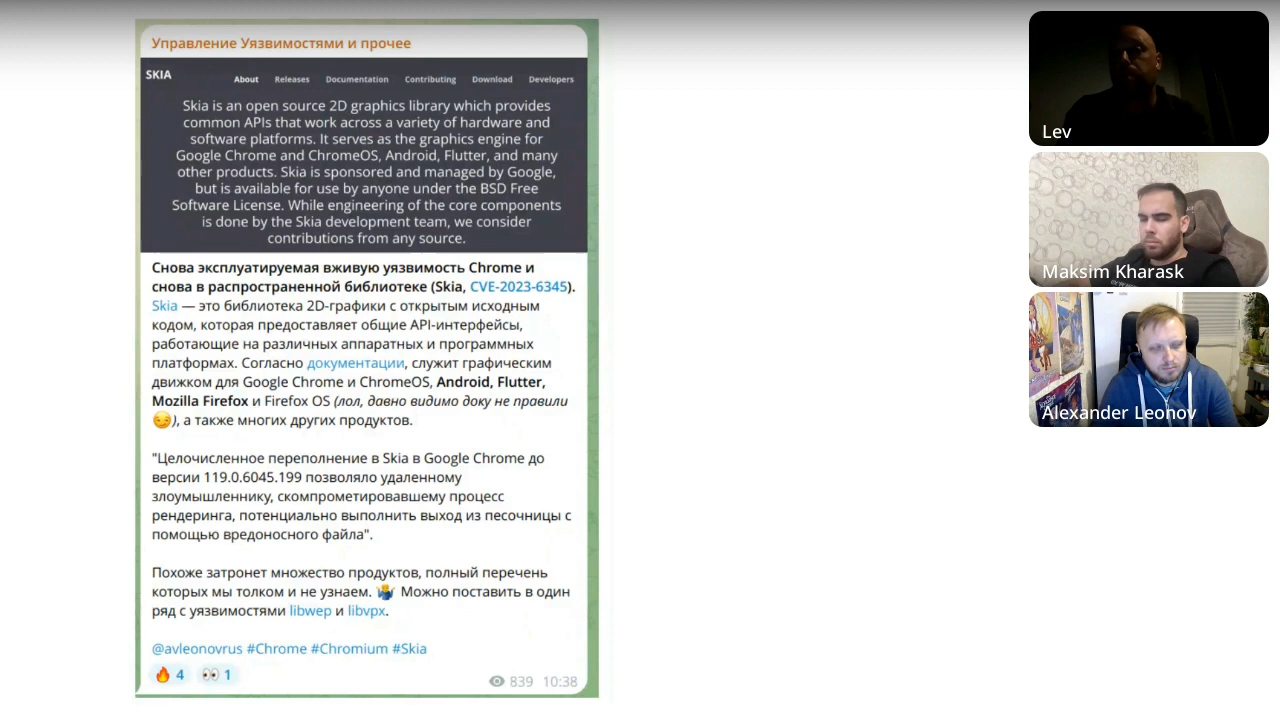 Управление Уязвимостями и прочее
SKIA
About Releases Documentation Contributing Download Developers
Skia is an open source 2D graphics library which provides
common APIs that work across a variety of hardware and
software platforms. It serves as the graphics engine for
Google Chrome and ChromeOS, Android, Flutter, and many
other products. Skia is sponsored and managed by Google,
but is available for use by anyone under the BSD Free
Software License. While engineering of the core components
is done by the Skia development team, we consider
contributions from any source.
Снова эксплуатируемая вживую уязвимость Chrome и
снова в распространенной библиотеке (Skia, CVE-2023-6345).
Skia — это библиотека 2D-графики с открытым исходным
кодом, которая предоставляет общие API-интерфейсы,
работающие на различных аппаратных и программных
платформах. Согласно документации, служит графическим
движком для Google Chrome и ChromeOS, Android, Flutter,
Mozilla Firefox и Firefox OS (лол, давно видимо доку не правили
😏), а также многих других продуктов.
"Целочисленное переполнение в Skia в Google Chrome до
версии 119.0.6045.199 позволяло удаленному
злоумышленнику, скомпрометировавшему процесс
рендеринга, потенциально выполнить выход из песочницы с
помощью вредоносного файла".
Похоже затронет множество продуктов, полный перечень
которых мы толком и не узнаем. 🤷‍♂️ Можно поставить в один
ряд с уязвимостями libwep и libvpx.
@avleonovrus #Chrome #Chromium #Skia
🔥 4 👀 1
839 10:38
Lev
Maksim Kharask
Alexander Leonov